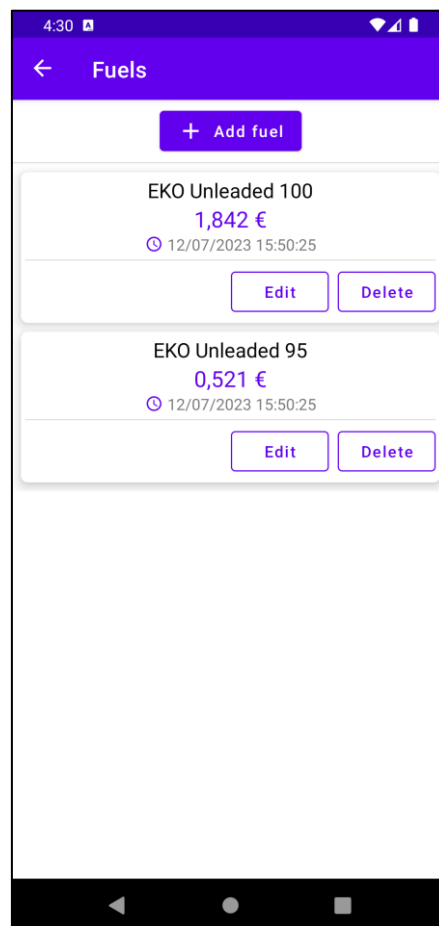 4:30 A
Fuels
+ Add fuel
EKO Unleaded 100
1,842 €
12/07/2023 15:50:25
Edit Delete
EKO Unleaded 95
0,521 €
12/07/2023 15:50:25
Edit Delete